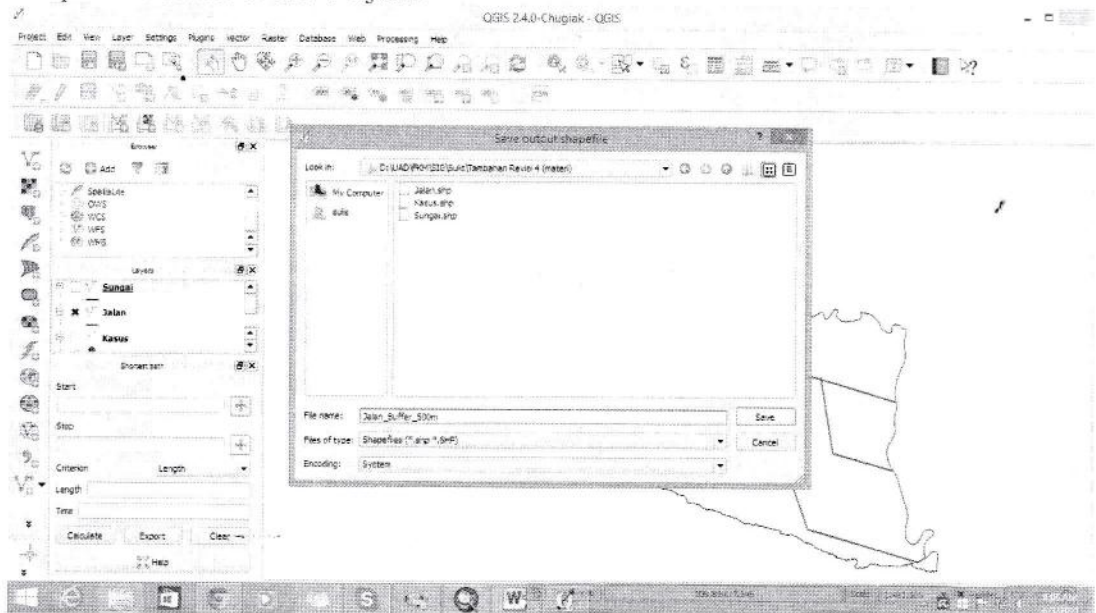 QGIS 2.4.0-Chugiak - QGIS
Project Edit View Layer Settings Plugins Vector Raster Database Web Processing Help
Browser
Add
SpatiaLite
OWS
WCS
WFS
WMS
Layers
Sungai
Jalan
Kasus
Shortest path
Start
Stop
Criterion Length
Length
Time
Calculate Export Clear
Help
Save output shapefile
Look in:
My Computer
sulis
Jalan.shp
Kasus.shp
Sungai.shp
File name: Jalan_Buffer_500m Save
Files of type: Shapefiles (*.shp *.SHP) Cancel
Encoding: System